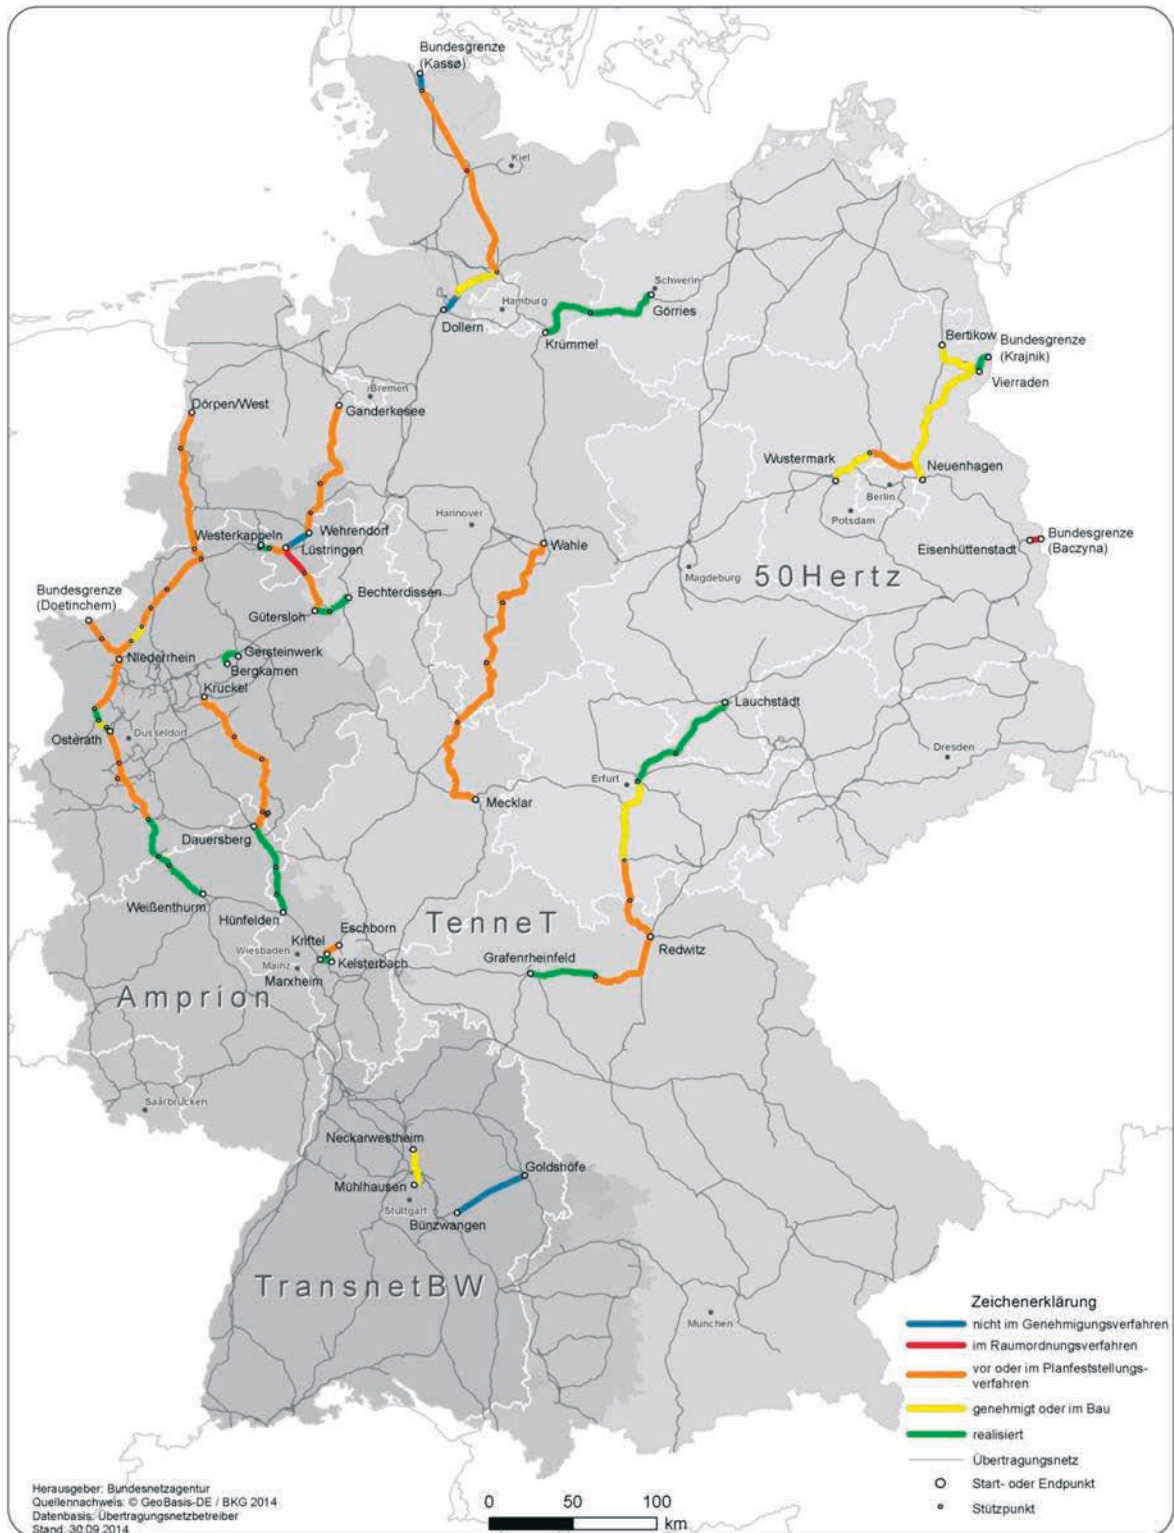 Bundesgrenze
(Kassø)
Kiel
Schwerin
Hamburg
Görries
Dollern
Krümmel
Bertikow
Bundesgrenze
(Krajnik)
Vierraden
Bremen
Dörpen/West
Ganderkesee
Wustermark
Neuenhagen
Berlin
Potsdam
Hannover
Westerkappeln
Wehrendorf
Lüstringen
Wahle
Bundesgrenze
(Baczyna)
Eisenhüttenstadt
Magdeburg
50Hertz
Bundesgrenze
(Doetinchem)
Bechterdissen
Gütersloh
Niederrhein
Gersteinwerk
Bergkamen
Kruckel
Lauchstädt
Osterath
Düsseldorf
Dresden
Erfurt
Mecklar
Dauersberg
Weißenthurm
Hünfelden
TenneT
Eschborn
Kriftel
Wiesbaden
Mainz
Kelsterbach
Marxheim
Redwitz
Grafenrheinfeld
Amprion
Saarbrücken
Neckarwestheim
Goldshöfe
Mühlhausen
Stuttgart
Bünzwangen
TransnetBW
München
Zeichenerklärung
nicht im Genehmigungsverfahren
im Raumordnungsverfahren
vor oder im Planfeststellungs-
verfahren
genehmigt oder im Bau
realisiert
Übertragungsnetz
Start- oder Endpunkt
Stützpunkt
Herausgeber: Bundesnetzagentur
Quellennachweis: © GeoBasis-DE / BKG 2014
Datenbasis: Übertragungsnetzbetreiber
Stand: 30.09.2014
0 50 100
km